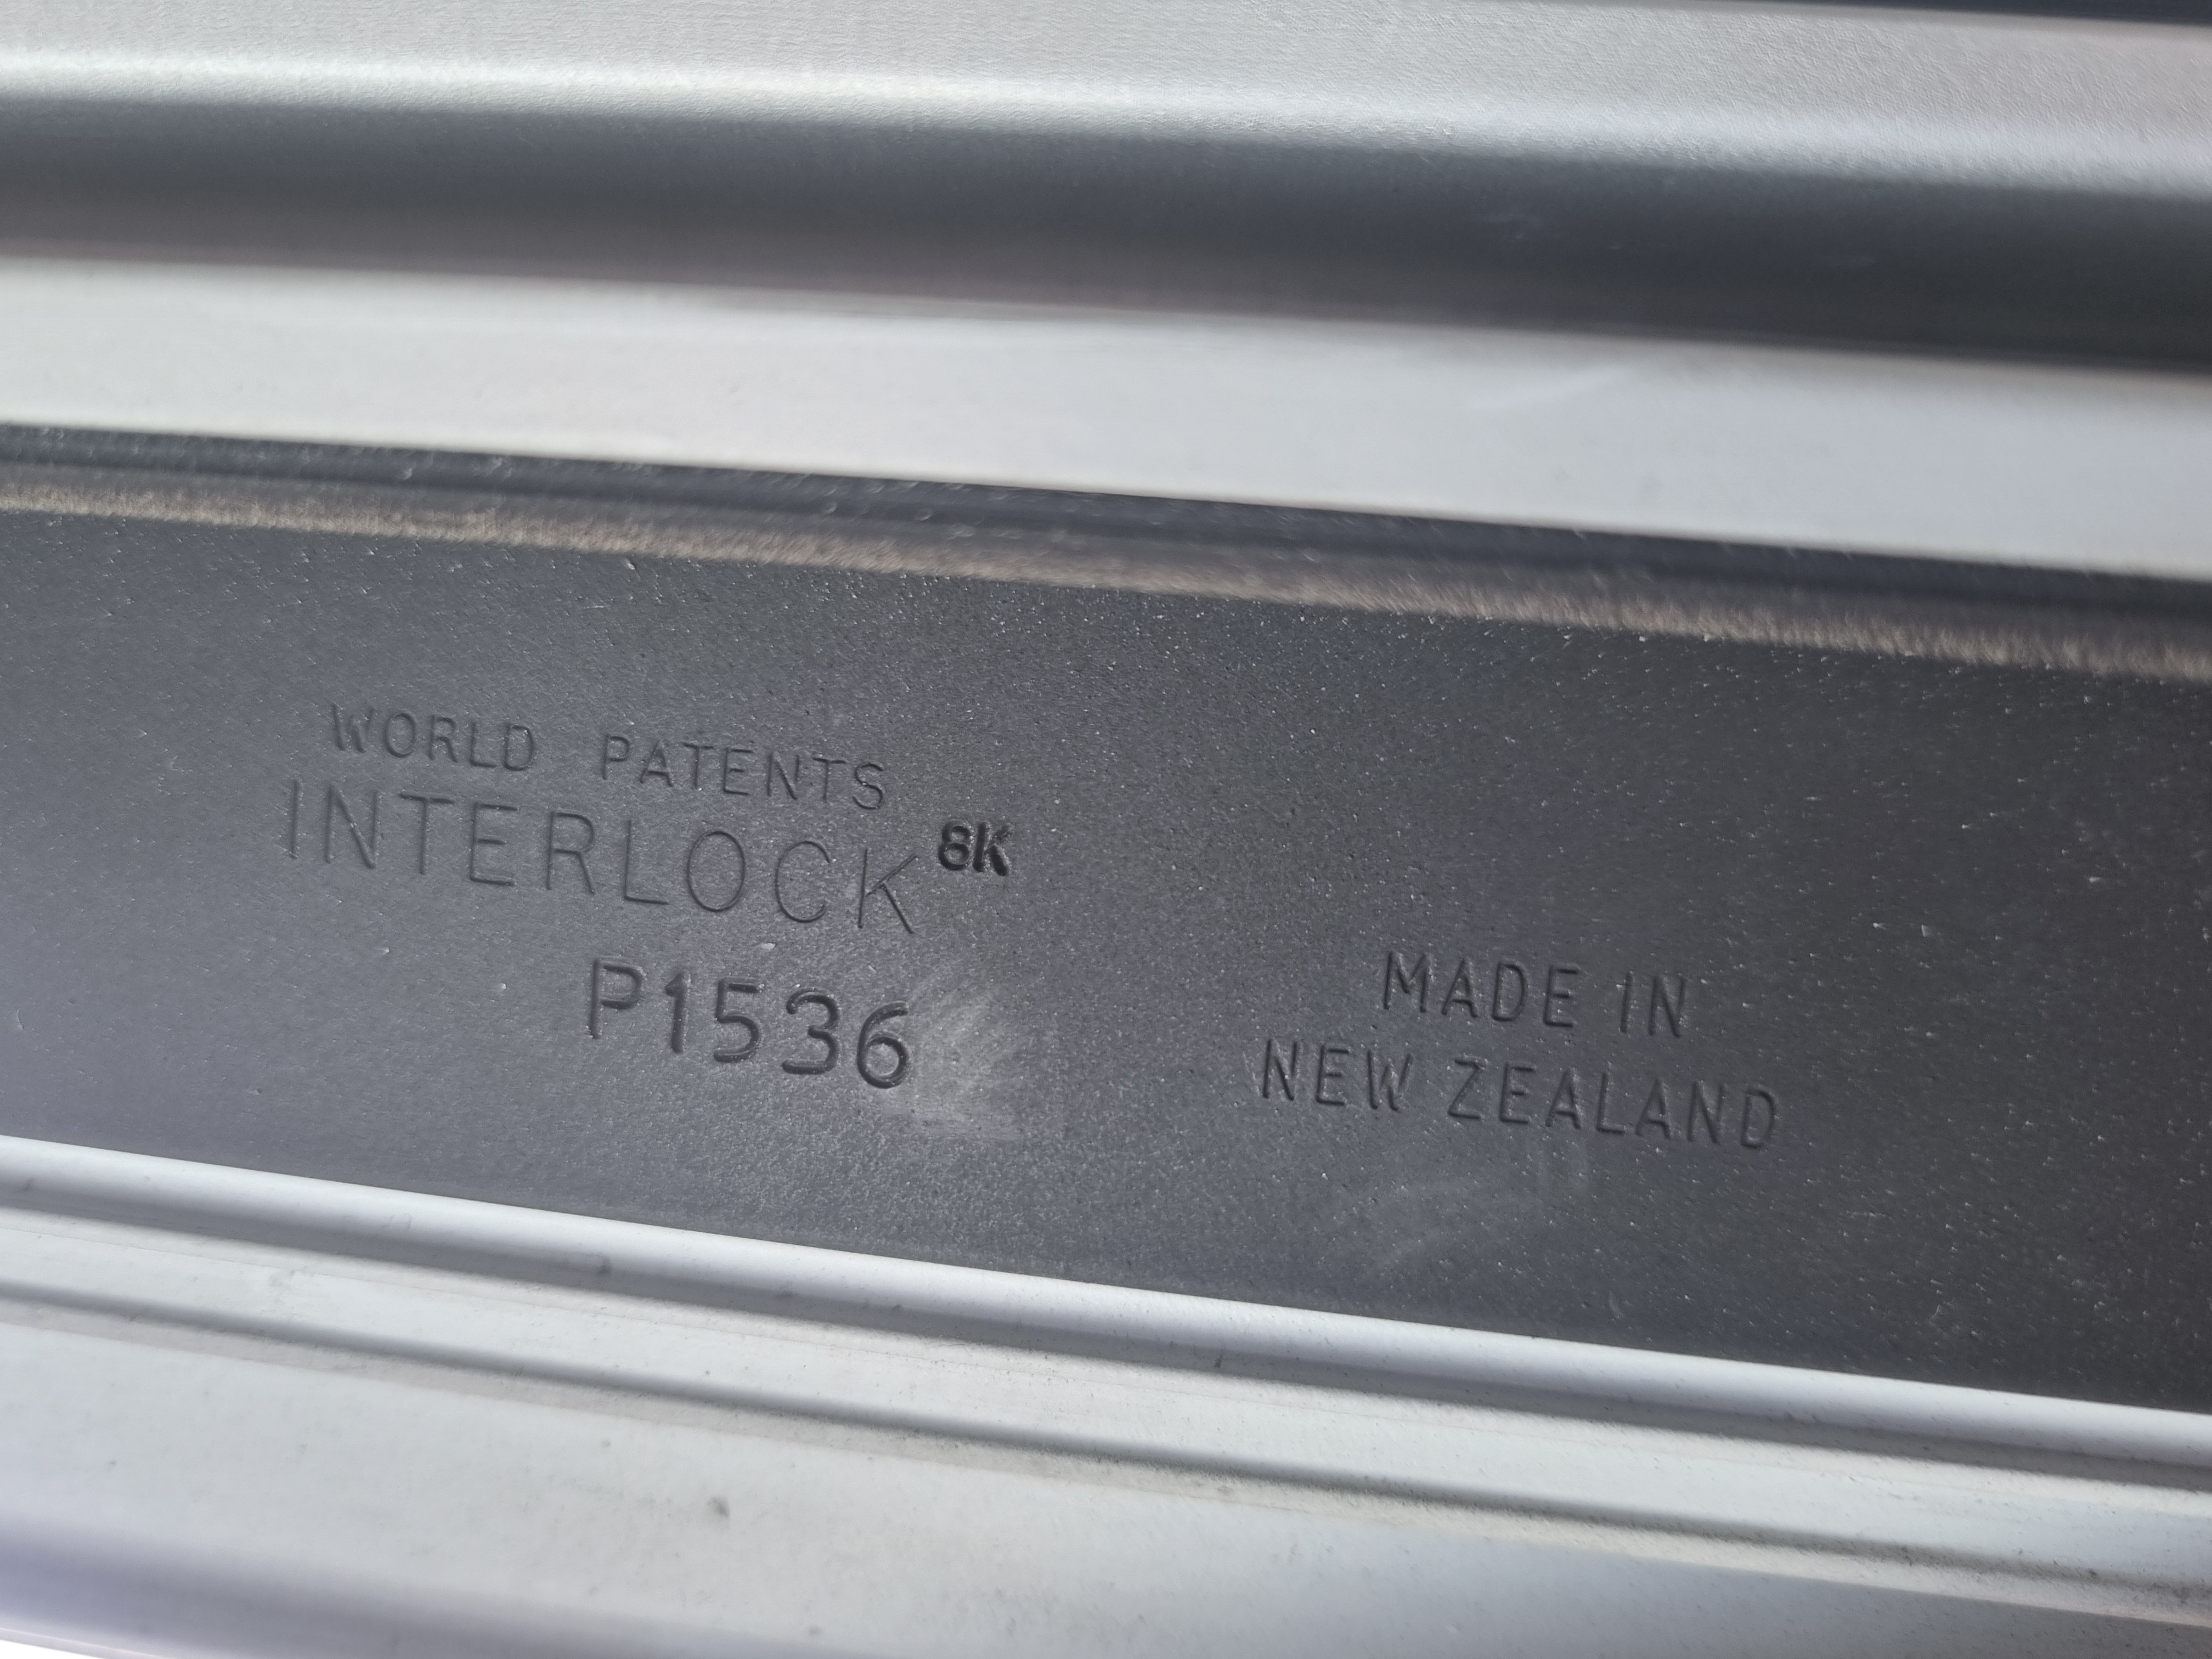 WORLD PATENTS
INTERLOCK 8K
P1536
MADE IN
NEW ZEALAND